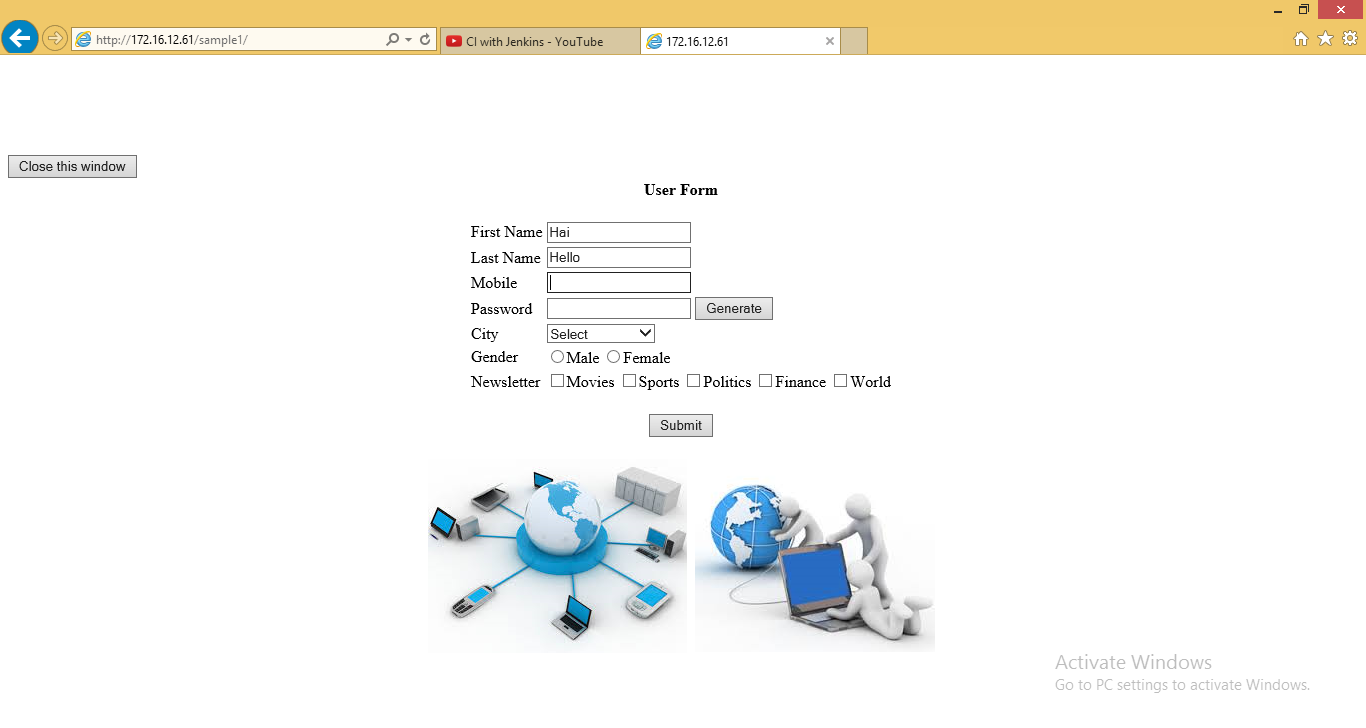 http://172.16.12.61/sample1/
CI with Jenkins - YouTube
172.16.12.61
Close this window
User Form
First Name Hai
Last Name Hello
Mobile
Password Generate
City Select
Gender Male Female
Newsletter Movies Sports Politics Finance World
Submit
Activate Windows
Go to PC settings to activate Windows.